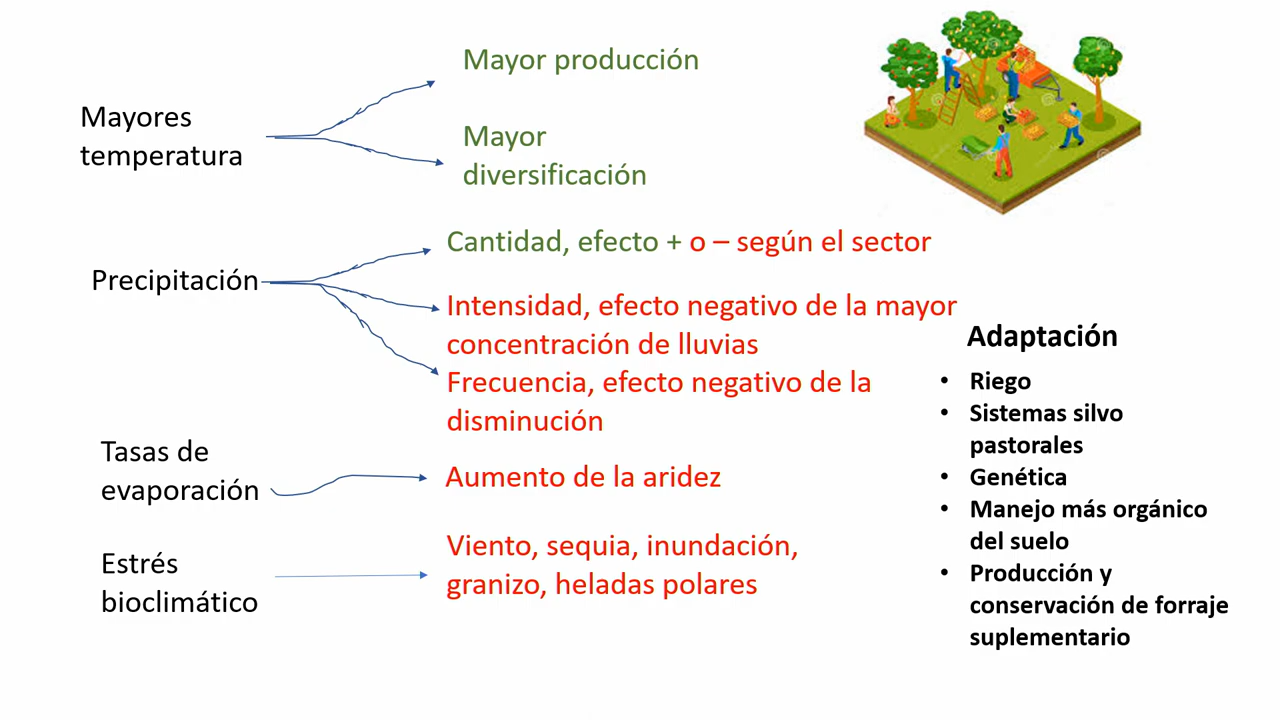 Mayores
temperatura
Mayor producción
Mayor
diversificación
Precipitación
Cantidad, efecto + o – según el sector
Intensidad, efecto negativo de la mayor
concentración de lluvias
Frecuencia, efecto negativo de la
disminución
Tasas de
evaporación
Aumento de la aridez
Estrés
bioclimático
Viento, sequia, inundación,
granizo, heladas polares
Adaptación
• Riego
• Sistemas silvo
pastorales
• Genética
• Manejo más orgánico
del suelo
• Producción y
conservación de forraje
suplementario